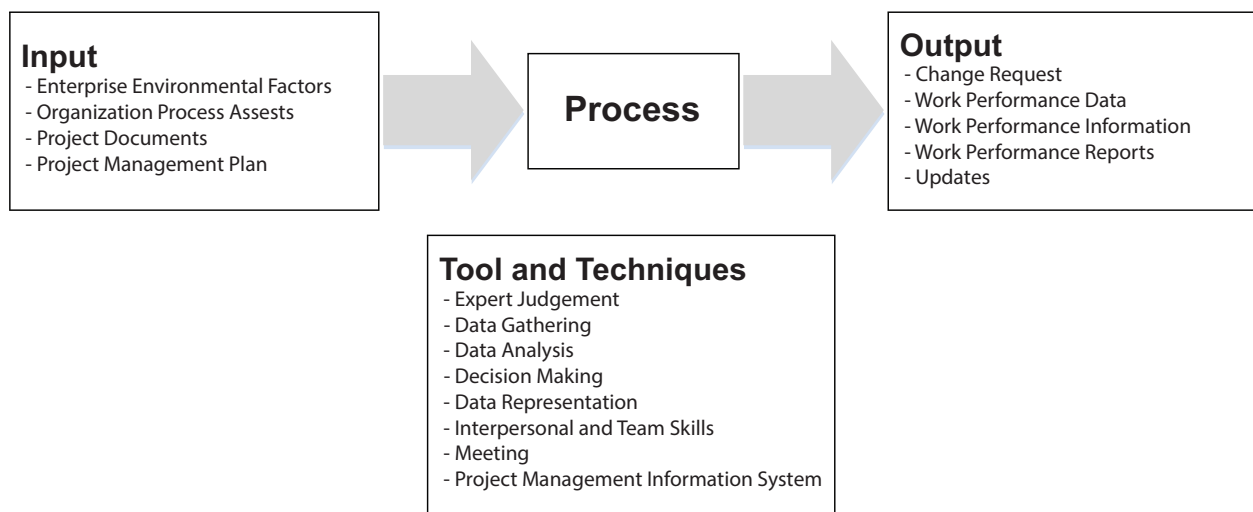 Input
- Enterprise Environmental Factors
- Organization Process Assests
- Project Documents
- Project Management Plan
Process
Output
- Change Request
- Work Performance Data
- Work Performance Information
- Work Performance Reports
- Updates
Tool and Techniques
- Expert Judgement
- Data Gathering
- Data Analysis
- Decision Making
- Data Representation
- Interpersonal and Team Skills
- Meeting
- Project Management Information System